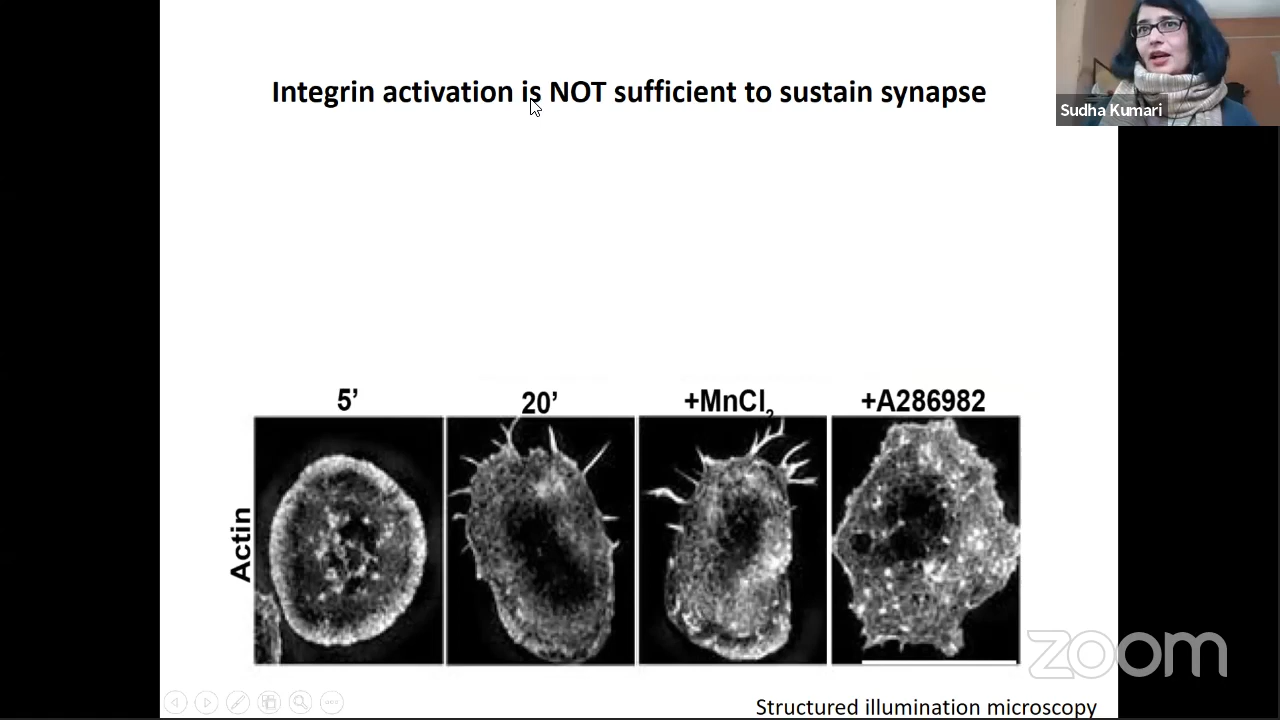 Integrin activation is NOT sufficient to sustain synapse
Sudha Kumari
5’ 20’ +MnCl₂ +A286982
Actin
zoom
Structured illumination microscopy